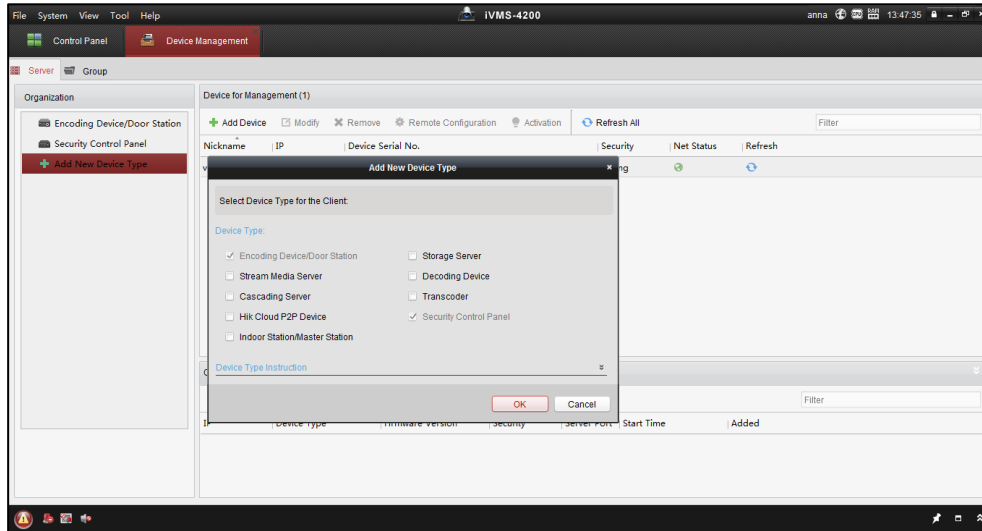 File System View Tool Help iVMS-4200 anna 13:47:35
Control Panel Device Management
Server Group
Organization Device for Management (1)
Encoding Device/Door Station Add Device Modify Remove Remote Configuration Activation Refresh All Filter
Security Control Panel Nickname IP Device Serial No. Security Net Status Refresh
Add New Device Type
Add New Device Type
Select Device Type for the Client:
Device Type:
Encoding Device/Door Station Storage Server
Stream Media Server Decoding Device
Cascading Server Transcoder
Hik Cloud P2P Device Security Control Panel
Indoor Station/Master Station
Device Type Instruction
Filter
OK Cancel
Device Type Firmware Version Security Server Port Start Time Added